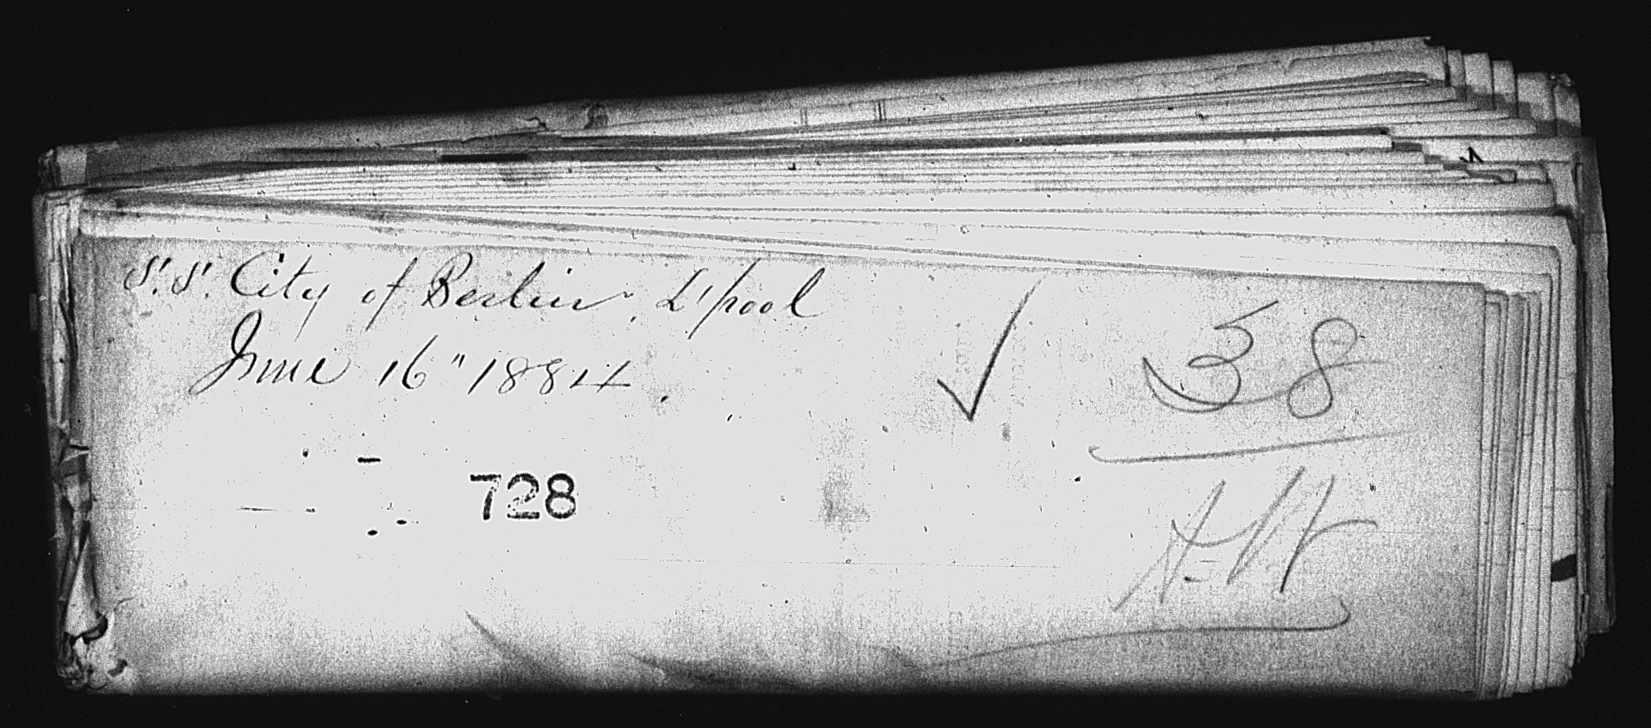 S.S. City of Berlin, L'pool
June 16" 1884.
38
728